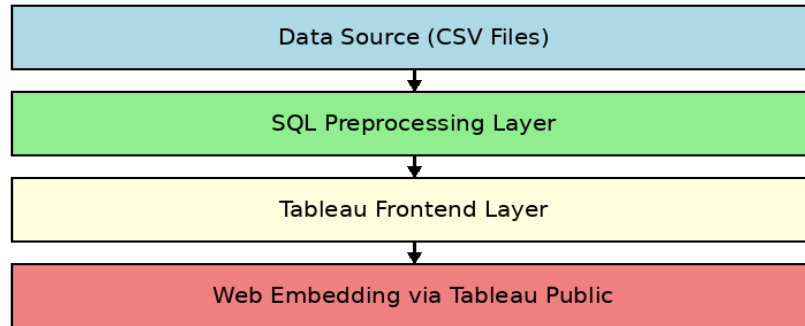 Data Source (CSV Files)
SQL Preprocessing Layer
Tableau Frontend Layer
Web Embedding via Tableau Public